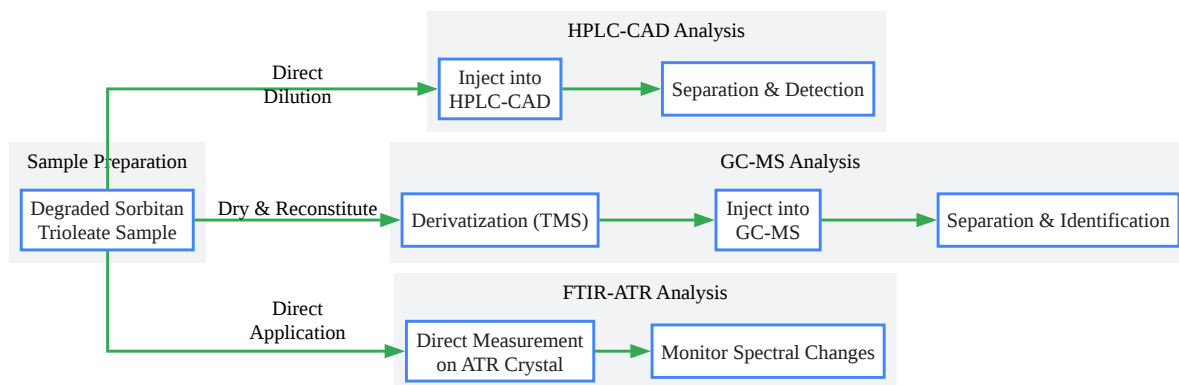 HPLC-CAD Analysis
Direct
Dilution
Inject into
HPLC-CAD
Separation & Detection
Sample Preparation
Degraded Sorbitan
Trioleate Sample
Dry & Reconstitute
GC-MS Analysis
Derivatization (TMS)
Inject into
GC-MS
Separation & Identification
FTIR-ATR Analysis
Direct
Application
Direct Measurement
on ATR Crystal
Monitor Spectral Changes